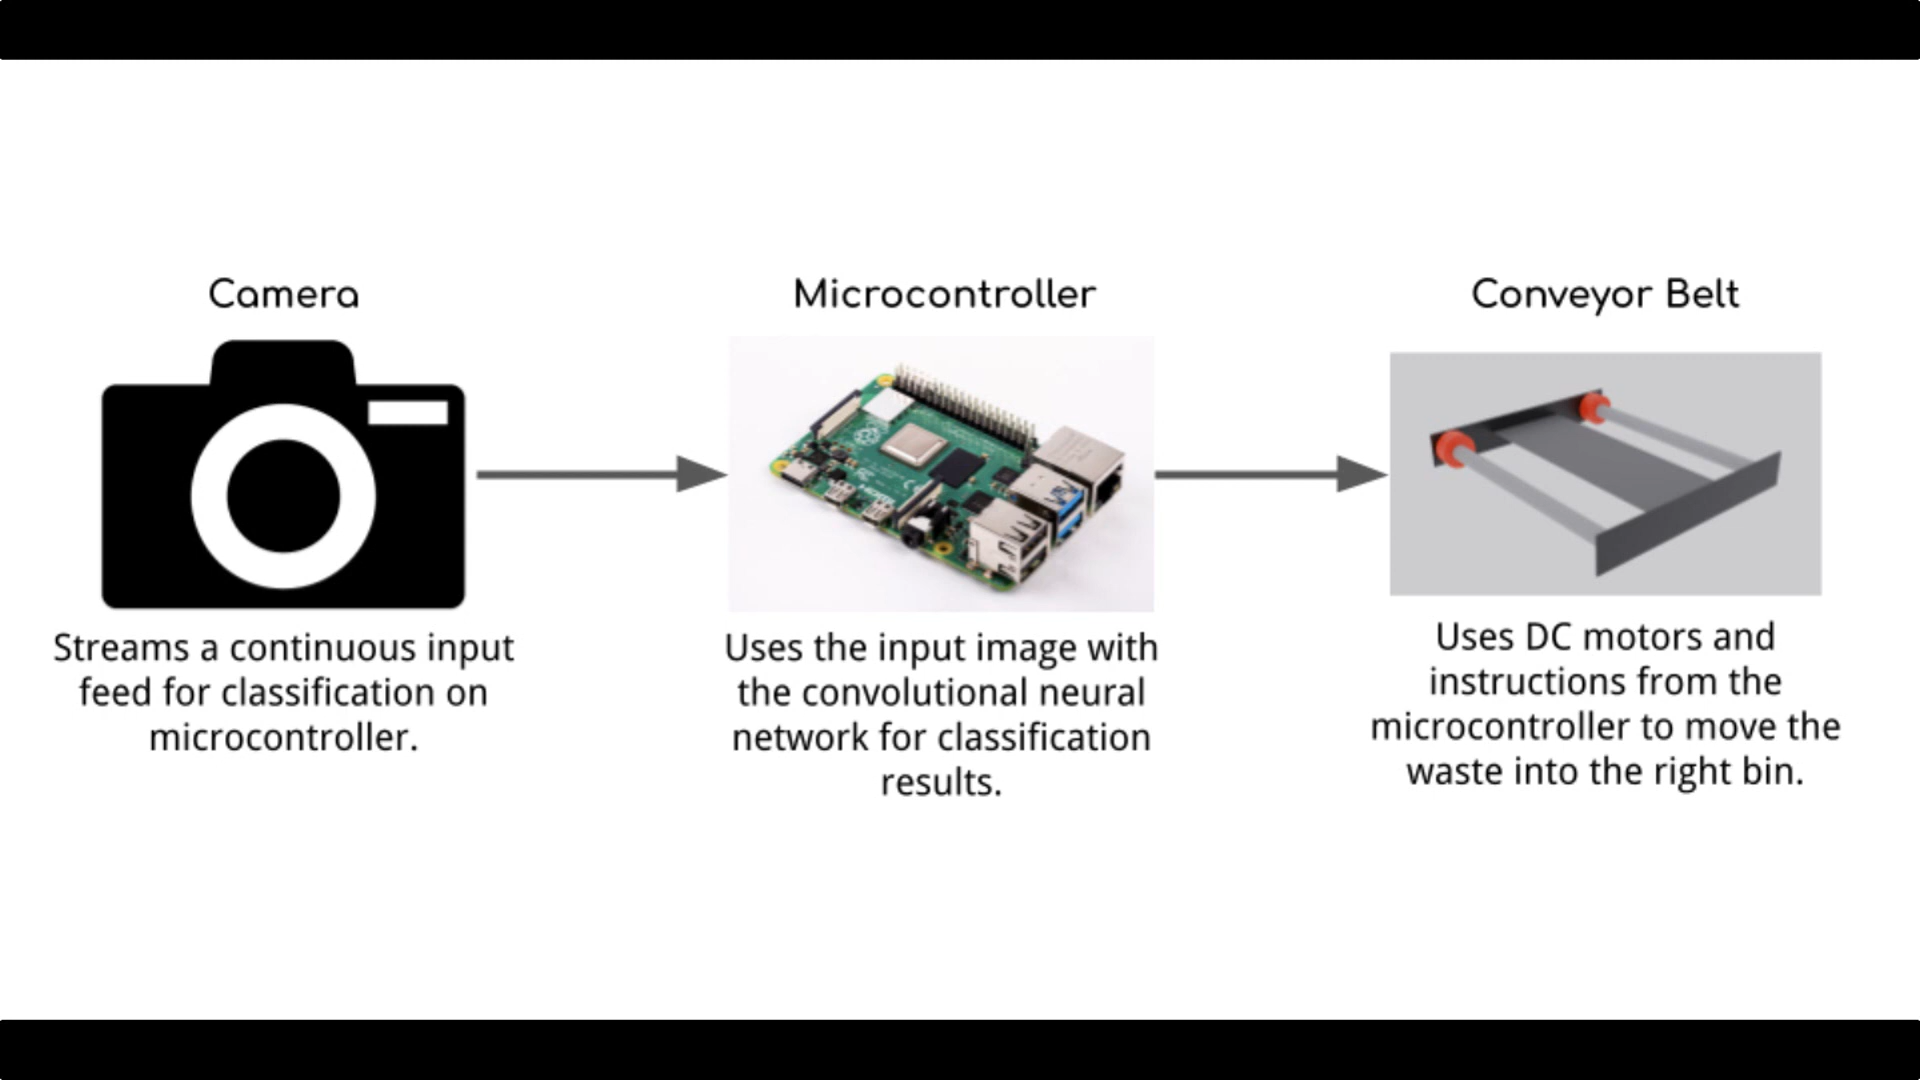 Camera
Streams a continuous input
feed for classification on
microcontroller.
Microcontroller
Uses the input image with
the convolutional neural
network for classification
results.
Conveyor Belt
Uses DC motors and
instructions from the
microcontroller to move the
waste into the right bin.